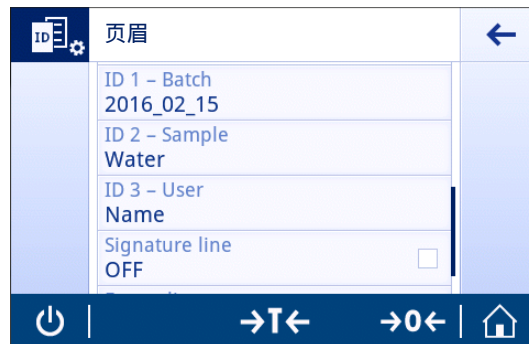 ID
页眉
ID 1 – Batch
2016_02_15
ID 2 – Sample
Water
ID 3 – User
Name
Signature line
OFF
→T←
→0←